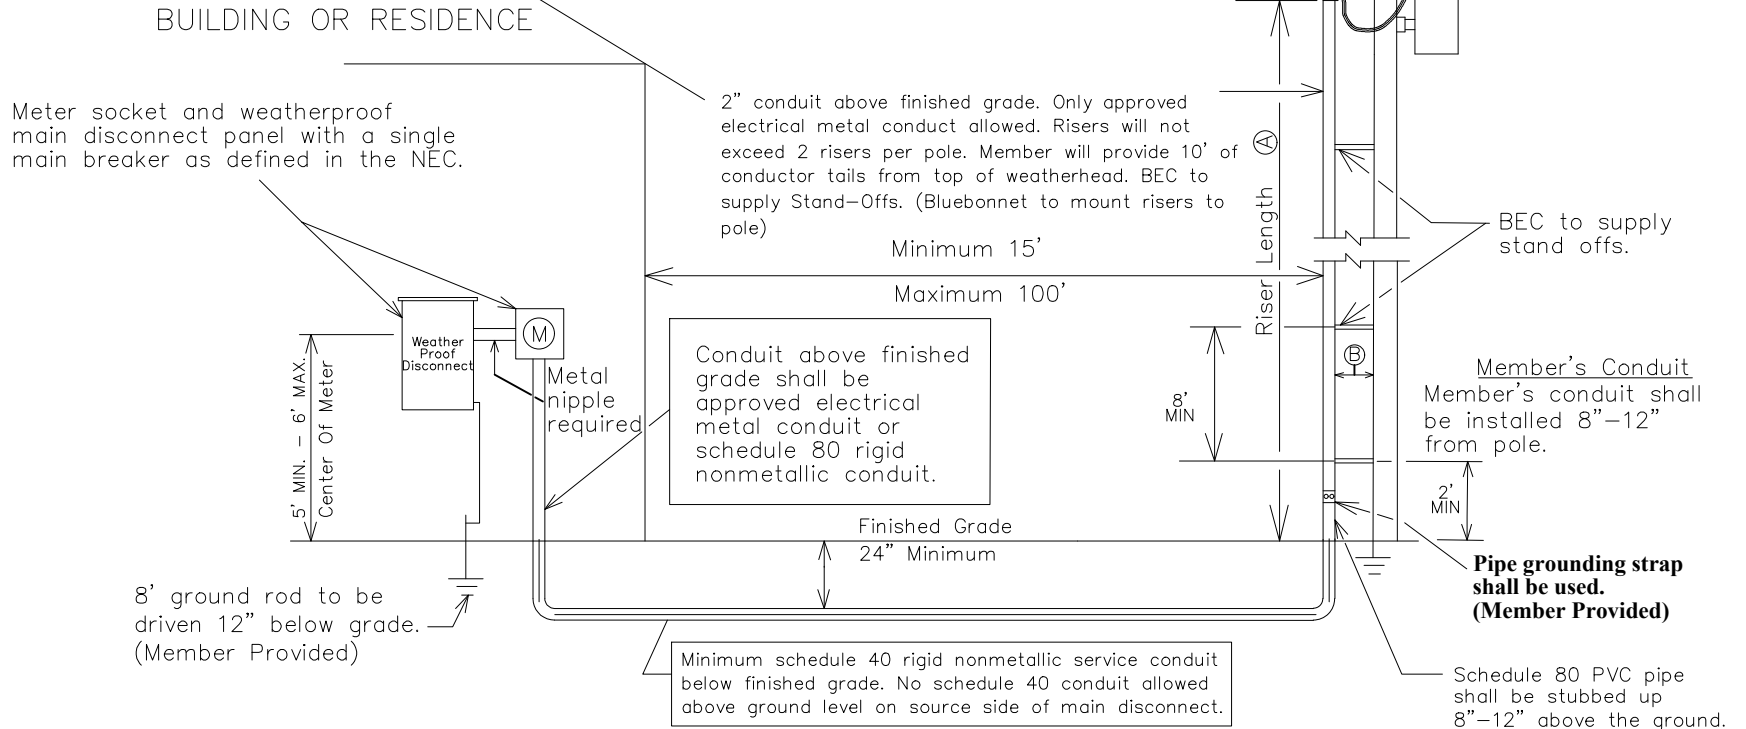 BUILDING OR RESIDENCE
Meter socket and weatherproof
main disconnect panel with a single
main breaker as defined in the NEC.
2" conduit above finished grade. Only approved
electrical metal conduct allowed. Risers will not
exceed 2 risers per pole. Member will provide 10' of
conductor tails from top of weatherhead. BEC to
supply Stand-Offs. (Bluebonnet to mount risers to
pole)
Riser Length A
BEC to supply
stand offs.
Minimum 15'
Maximum 100'
Weather
Proof
Disconnect
M
Metal
nipple
required
5' MIN. - 6' MAX.
Center Of Meter
Conduit above finished
grade shall be
approved electrical
metal conduit or
schedule 80 rigid
nonmetallic conduit.
8'
MIN
B
Member's Conduit
Member's conduit shall
be installed 8"-12"
from pole.
2'
MIN
Finished Grade
24" Minimum
Pipe grounding strap
shall be used.
(Member Provided)
8' ground rod to be
driven 12" below grade.
(Member Provided)
Minimum schedule 40 rigid nonmetallic service conduit
below finished grade. No schedule 40 conduit allowed
above ground level on source side of main disconnect.
Schedule 80 PVC pipe
shall be stubbed up
8"-12" above the ground.